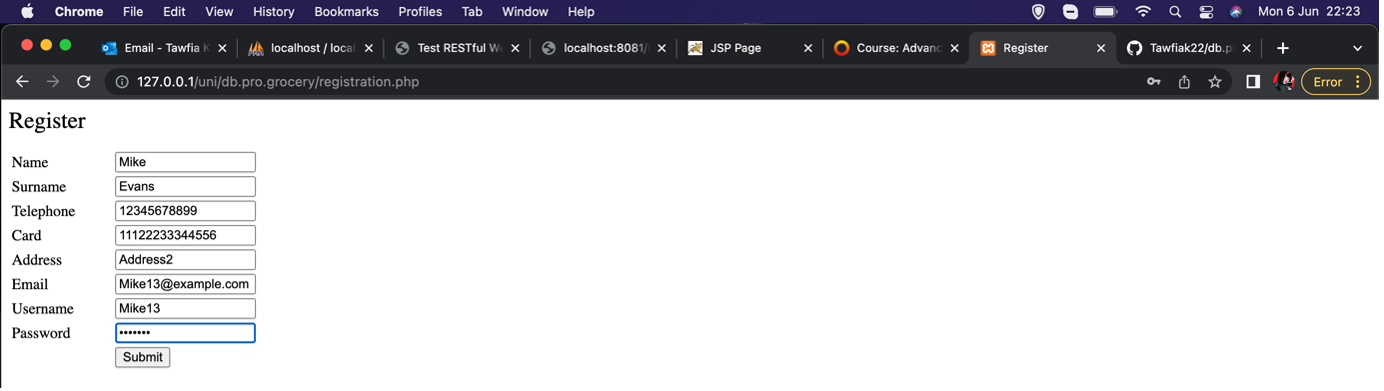 Chrome File Edit View History Bookmarks Profiles Tab Window Help Mon 6 Jun 22:23
Email - Tawfia K localhost / local Test RESTful W localhost:8081/ JSP Page Course: Advanc Register Tawfiak22/db.p
127.0.0.1/uni/db.pro.grocery/registration.php Error
Register
Name Mike
Surname Evans
Telephone 12345678899
Card 11122233344556
Address Address2
Email Mike13@example.com
Username Mike13
Password •••••••
Submit